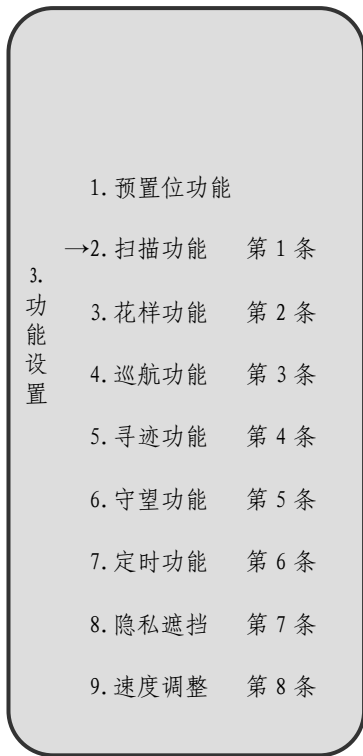 3.功能设置
1.预置位功能
→2.扫描功能 第1条
3.花样功能 第2条
4.巡航功能 第3条
5.寻迹功能 第4条
6.守望功能 第5条
7.定时功能 第6条
8.隐私遮挡 第7条
9.速度调整 第8条